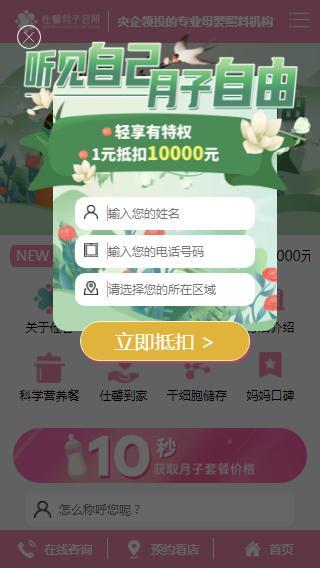 仕馨月子会所
央企领投的专业母婴照料机构
听见自己
月子自由
轻享有特权
1元抵扣10000元
输入您的姓名
NEW
000元
输入您的电话号码
请选择您的所在区域
关于仕馨
介绍
立即抵扣 >
科学营养餐
仕馨到家
干细胞储存
妈妈口碑
10秒
获取月子套餐价格
怎么称呼您呢？
在线咨询
预约看店
首页